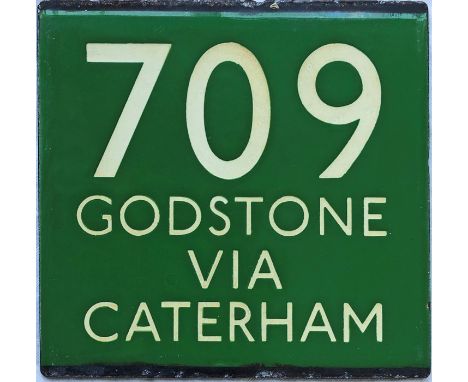 709
GODSTONE
VIA
CATERHAM